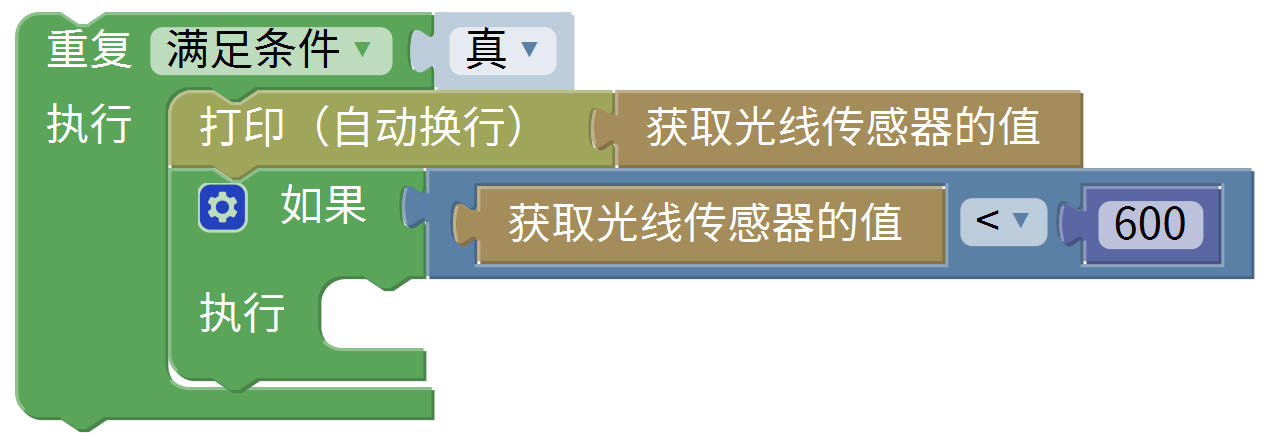 重复 满足条件 真
执行 打印（自动换行） 获取光线传感器的值
如果 获取光线传感器的值 < 600
执行